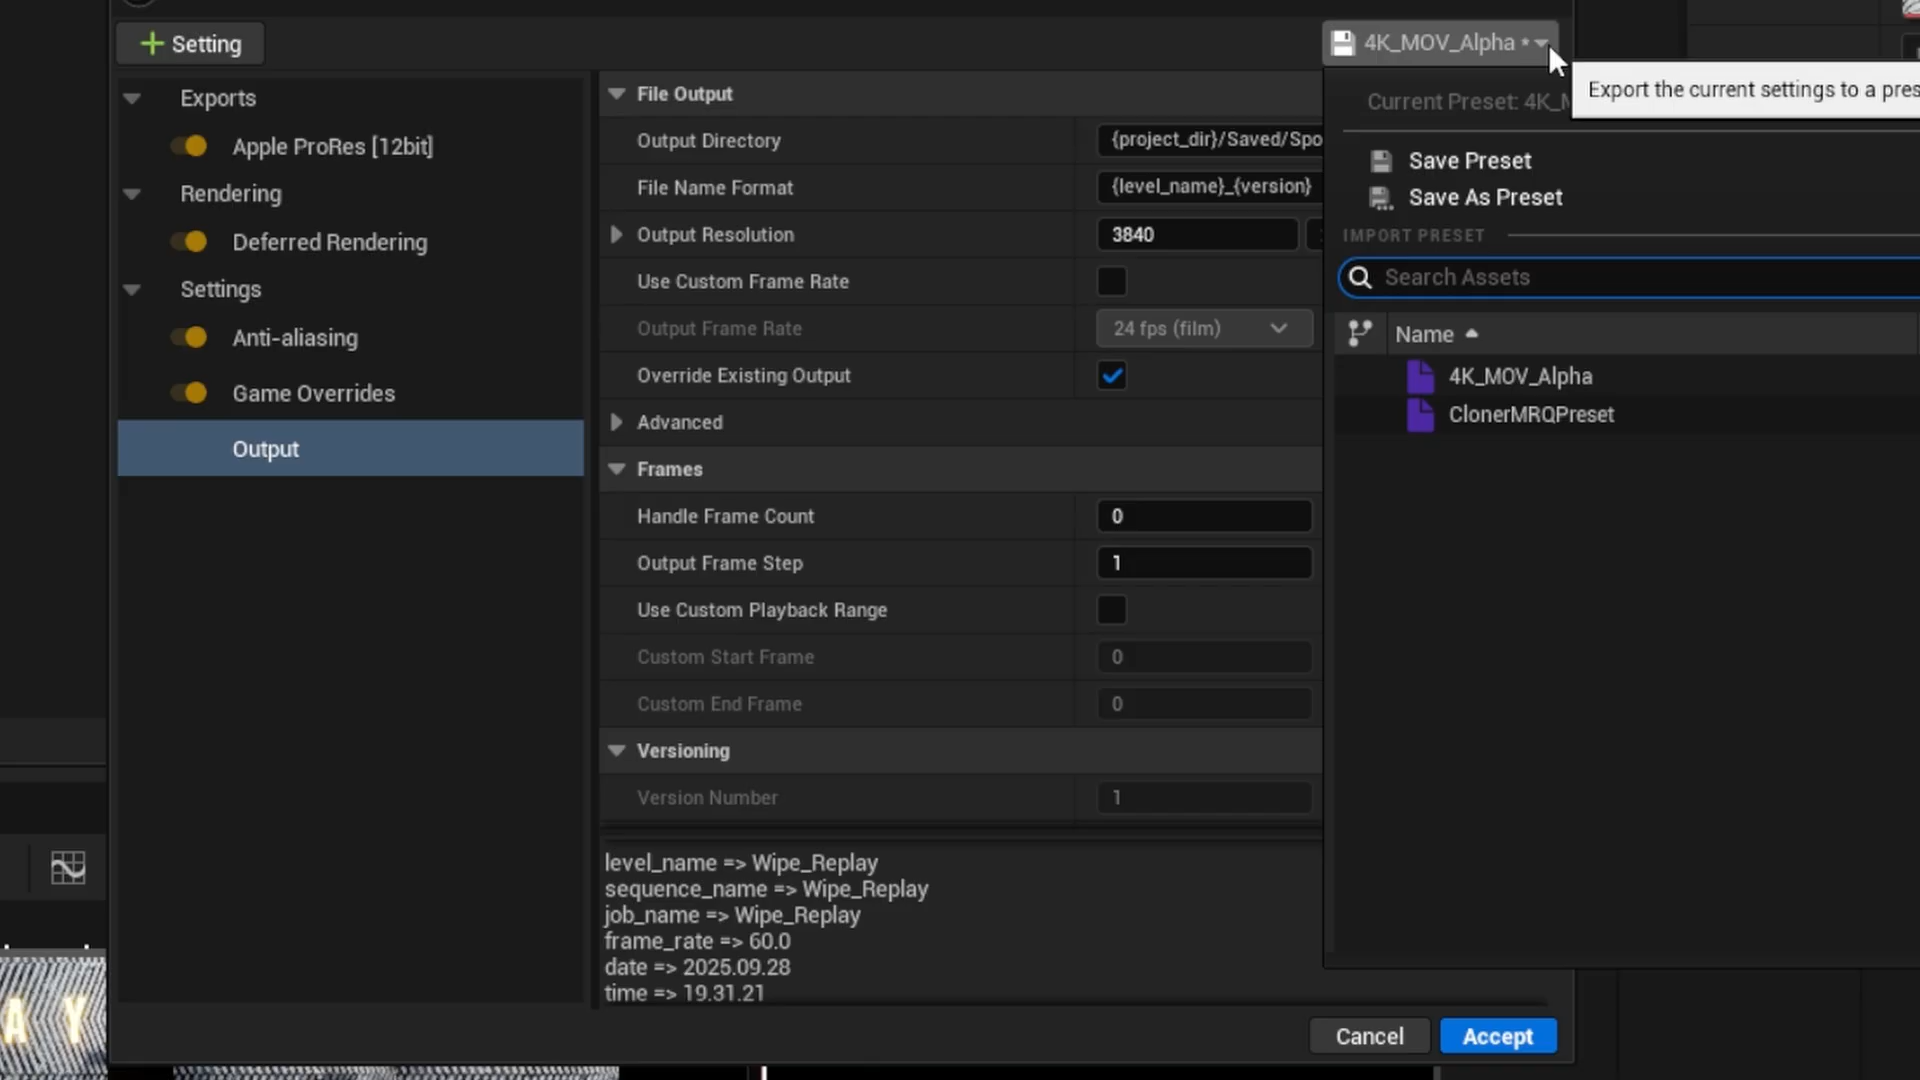 Setting
4K_MOV_Alpha *
Export the current settings to a pres
Exports
Apple ProRes [12bit]
Rendering
Deferred Rendering
Settings
Anti-aliasing
Game Overrides
Output
File Output
Output Directory
{project_dir}/Saved/Spo
File Name Format
{level_name}_{version}
Output Resolution
3840
Use Custom Frame Rate
Output Frame Rate
24 fps (film)
Override Existing Output
Advanced
Frames
Handle Frame Count
0
Output Frame Step
1
Use Custom Playback Range
Custom Start Frame
0
Custom End Frame
0
Versioning
Version Number
1
level_name => Wipe_Replay
sequence_name => Wipe_Replay
job_name => Wipe_Replay
frame_rate => 60.0
date => 2025.09.28
time => 19.31.21
Current Preset: 4K_
Save Preset
Save As Preset
IMPORT PRESET
Search Assets
Name
4K_MOV_Alpha
ClonerMRQPreset
Cancel
Accept
A Y